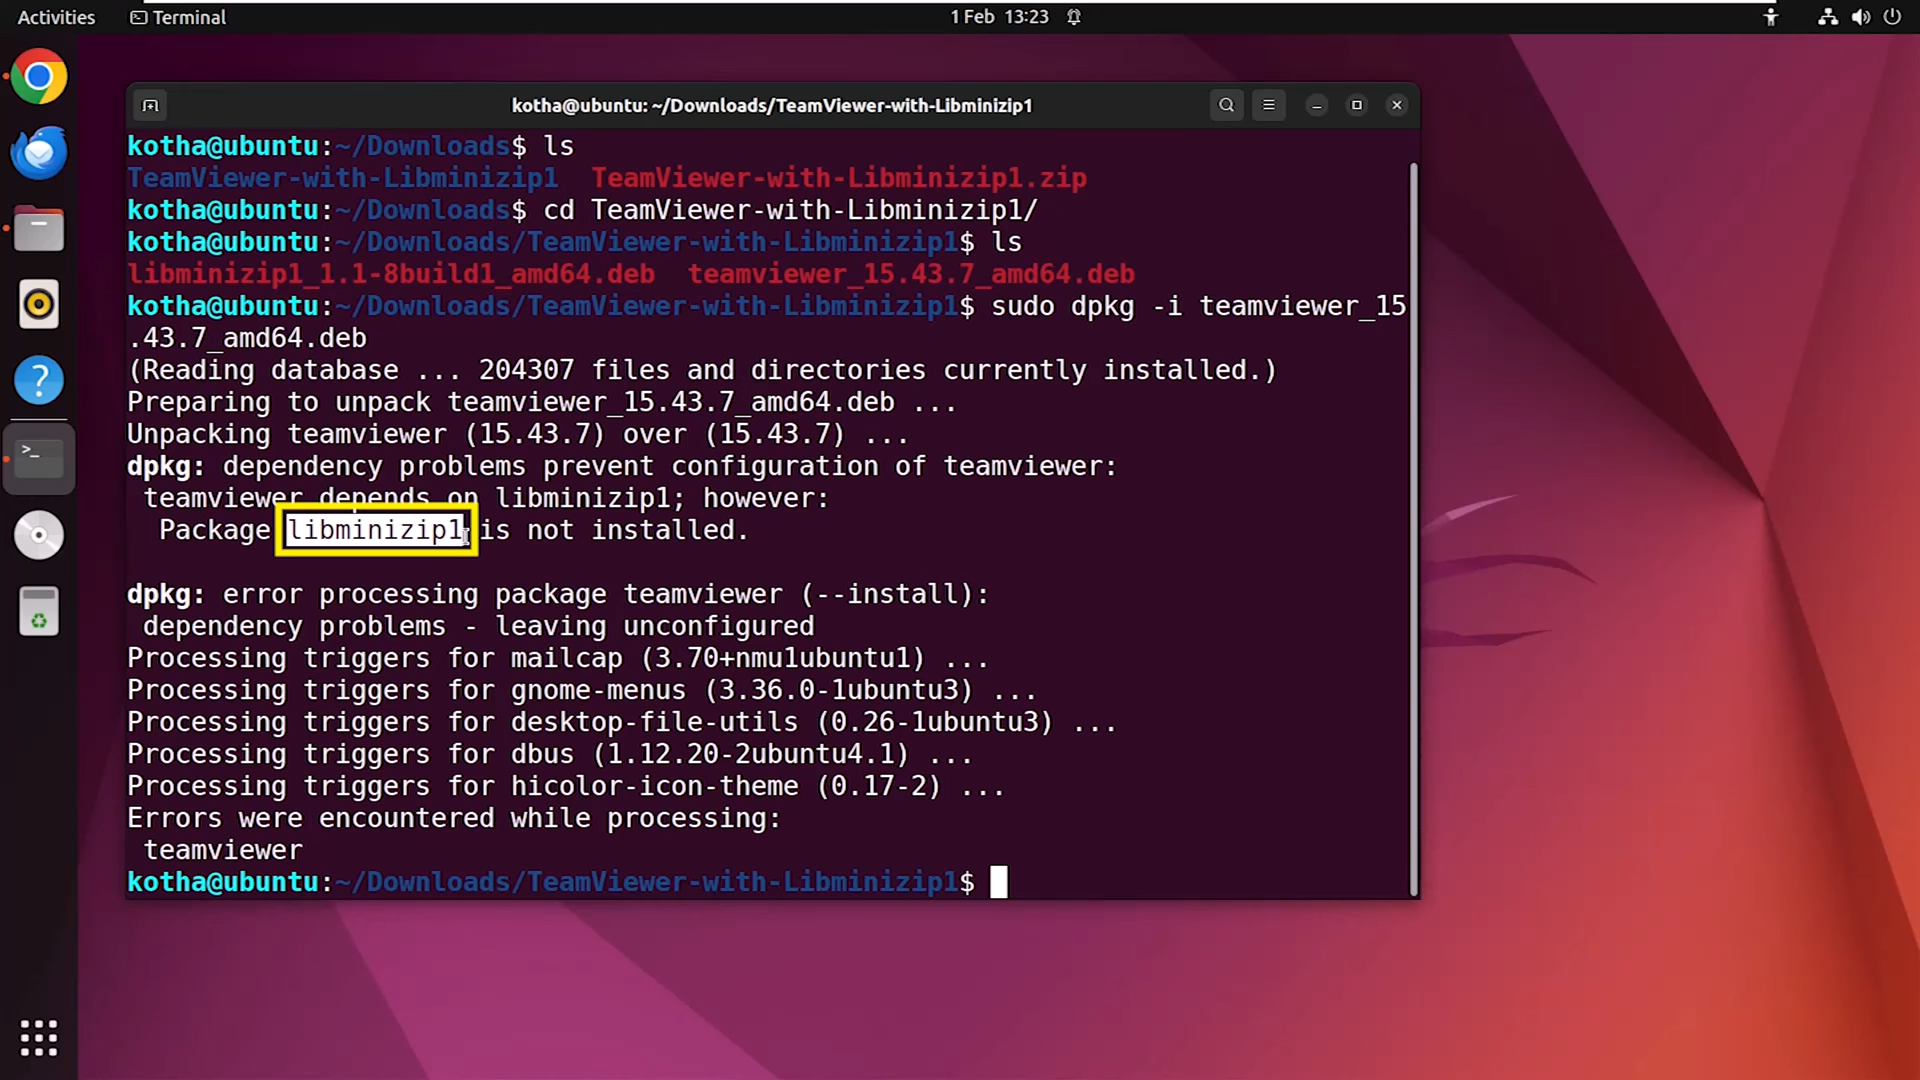 Activities Terminal 1 Feb 13:23
kotha@ubuntu: ~/Downloads/TeamViewer-with-Libminizip1
kotha@ubuntu:~/Downloads$ ls
TeamViewer-with-Libminizip1 TeamViewer-with-Libminizip1.zip
kotha@ubuntu:~/Downloads$ cd TeamViewer-with-Libminizip1/
kotha@ubuntu:~/Downloads/TeamViewer-with-Libminizip1$ ls
libminizip1_1.1-8build1_amd64.deb teamviewer_15.43.7_amd64.deb
kotha@ubuntu:~/Downloads/TeamViewer-with-Libminizip1$ sudo dpkg -i teamviewer_15
.43.7_amd64.deb
(Reading database ... 204307 files and directories currently installed.)
Preparing to unpack teamviewer_15.43.7_amd64.deb ...
Unpacking teamviewer (15.43.7) over (15.43.7) ...
dpkg: dependency problems prevent configuration of teamviewer:
teamviewer depends on libminizip1; however:
Package libminizip1 is not installed.
dpkg: error processing package teamviewer (--install):
dependency problems - leaving unconfigured
Processing triggers for mailcap (3.70+nmu1ubuntu1) ...
Processing triggers for gnome-menus (3.36.0-1ubuntu3) ...
Processing triggers for desktop-file-utils (0.26-1ubuntu3) ...
Processing triggers for dbus (1.12.20-2ubuntu4.1) ...
Processing triggers for hicolor-icon-theme (0.17-2) ...
Errors were encountered while processing:
teamviewer
kotha@ubuntu:~/Downloads/TeamViewer-with-Libminizip1$